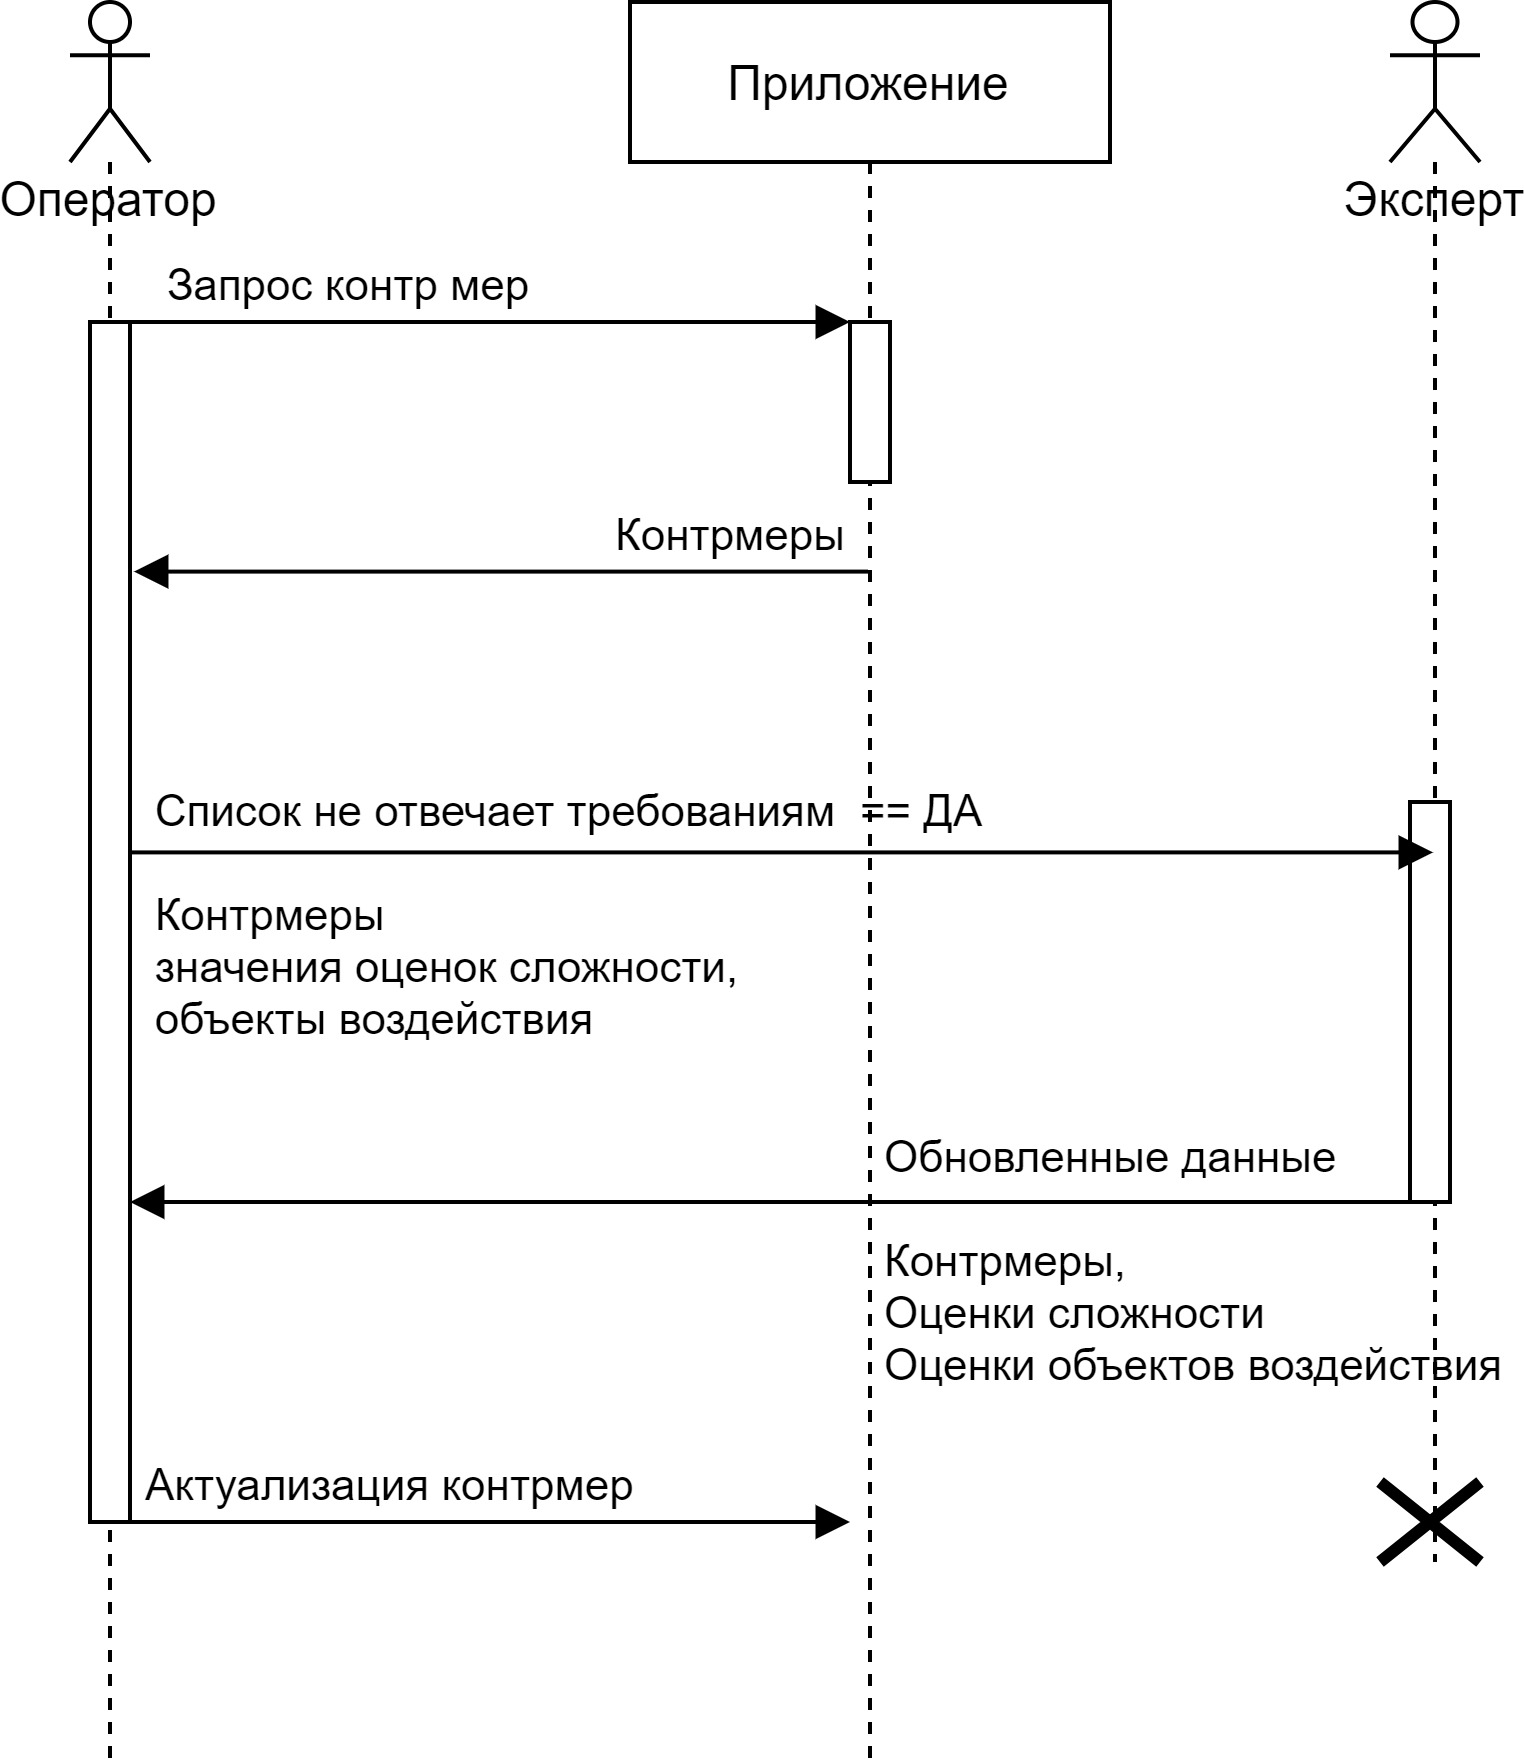 Приложение
Оператор
Эксперт
Запрос контр мер
Контрмеры
Список не отвечает требованиям == ДА
Контрмеры
значения оценок сложности,
объекты воздействия
Обновленные данные
Контрмеры,
Оценки сложности
Оценки объектов воздействия
Актуализация контрмер